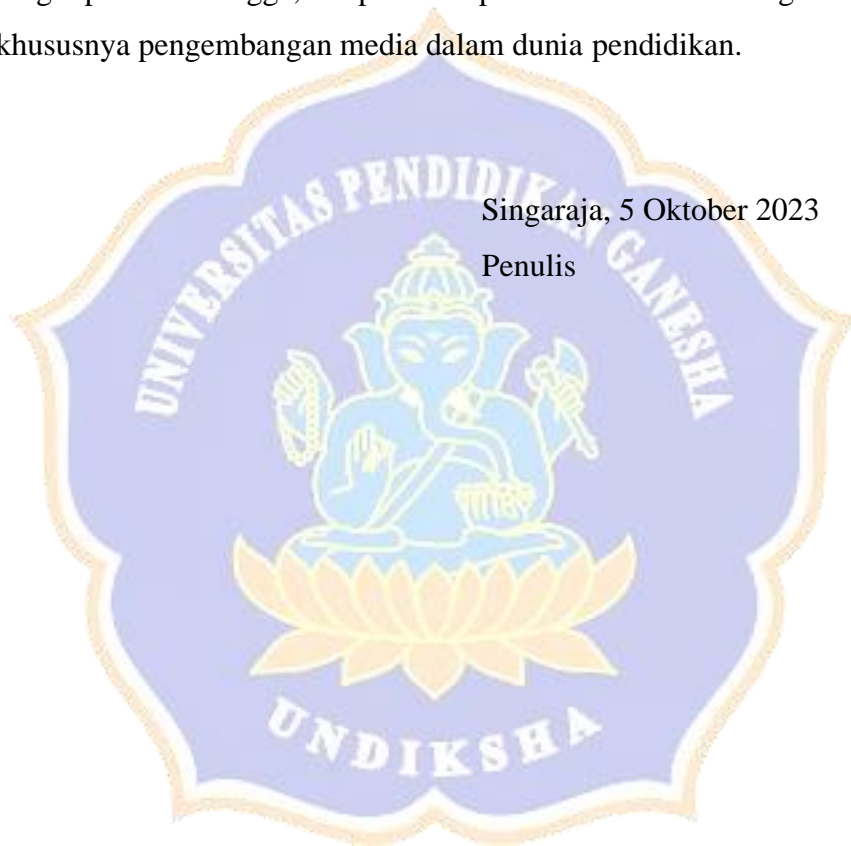 khususnya pengembangan media dalam dunia pendidikan.
Singaraja, 5 Oktober 2023
Penulis
UNIVERSITAS PENDIDIKAN GANESHA
UNDIKSHA